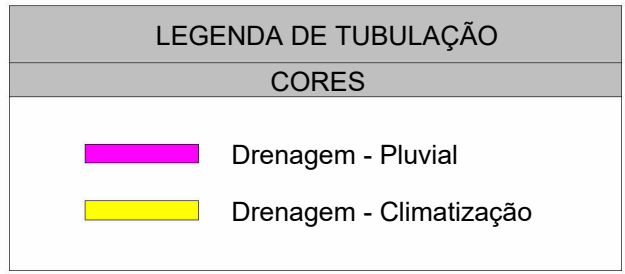 LEGENDA DE TUBULAÇÃO
CORES
Drenagem - Pluvial
Drenagem - Climatização